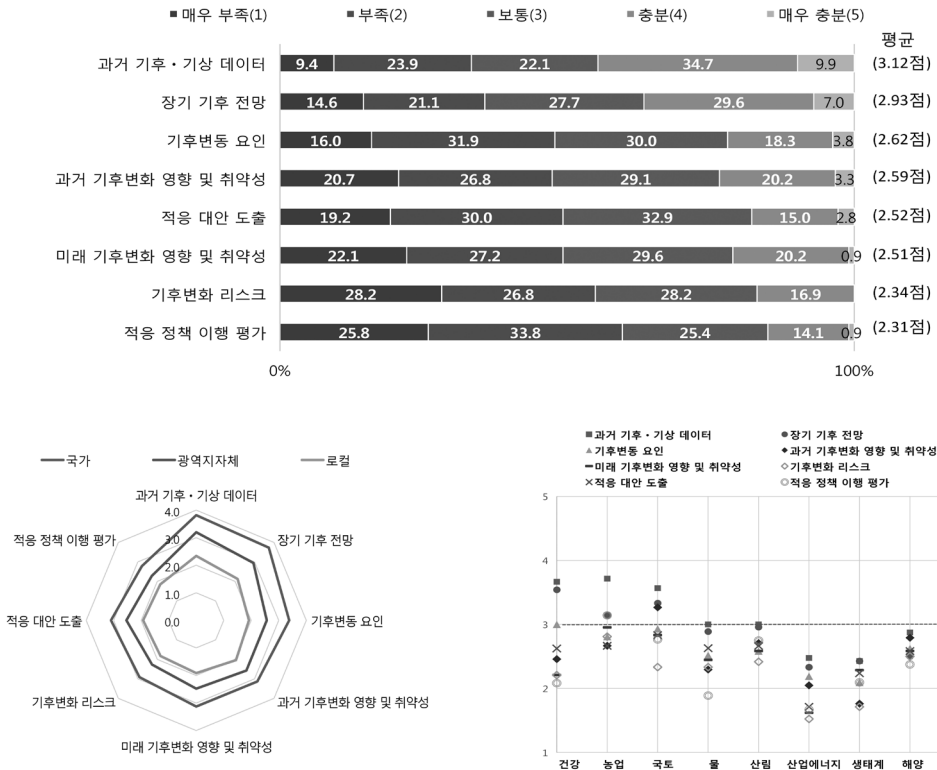 ■ 매우 부족(1) ■ 부족(2) ■ 보통(3) ■ 충분(4) ■ 매우 충분(5)
평균
과거 기후・기상 데이터 9.4 23.9 22.1 34.7 9.9 (3.12점)
장기 기후 전망 14.6 21.1 27.7 29.6 7.0 (2.93점)
기후변동 요인 16.0 31.9 30.0 18.3 3.8 (2.62점)
과거 기후변화 영향 및 취약성 20.7 26.8 29.1 20.2 3.3 (2.59점)
적응 대안 도출 19.2 30.0 32.9 15.0 2.8 (2.52점)
미래 기후변화 영향 및 취약성 22.1 27.2 29.6 20.2 0.9 (2.51점)
기후변화 리스크 28.2 26.8 28.2 16.9 (2.34점)
적응 정책 이행 평가 25.8 33.8 25.4 14.1 0.9 (2.31점)
0% 100%
국가 광역지자체 로컬
과거 기후・기상 데이터
4.0
적응 정책 이행 평가 3.0 장기 기후 전망
2.0
1.0
적응 대안 도출 0.0 기후변동 요인
기후변화 리스크 과거 기후변화 영향 및 취약성
미래 기후변화 영향 및 취약성
과거 기후・기상 데이터 장기 기후 전망
기후변동 요인 과거 기후변화 영향 및 취약성
미래 기후변화 영향 및 취약성 기후변화 리스크
적응 대안 도출 적응 정책 이행 평가
5
4
3
2
1
건강 농업 국토 물 산림 산업에너지 생태계 해양